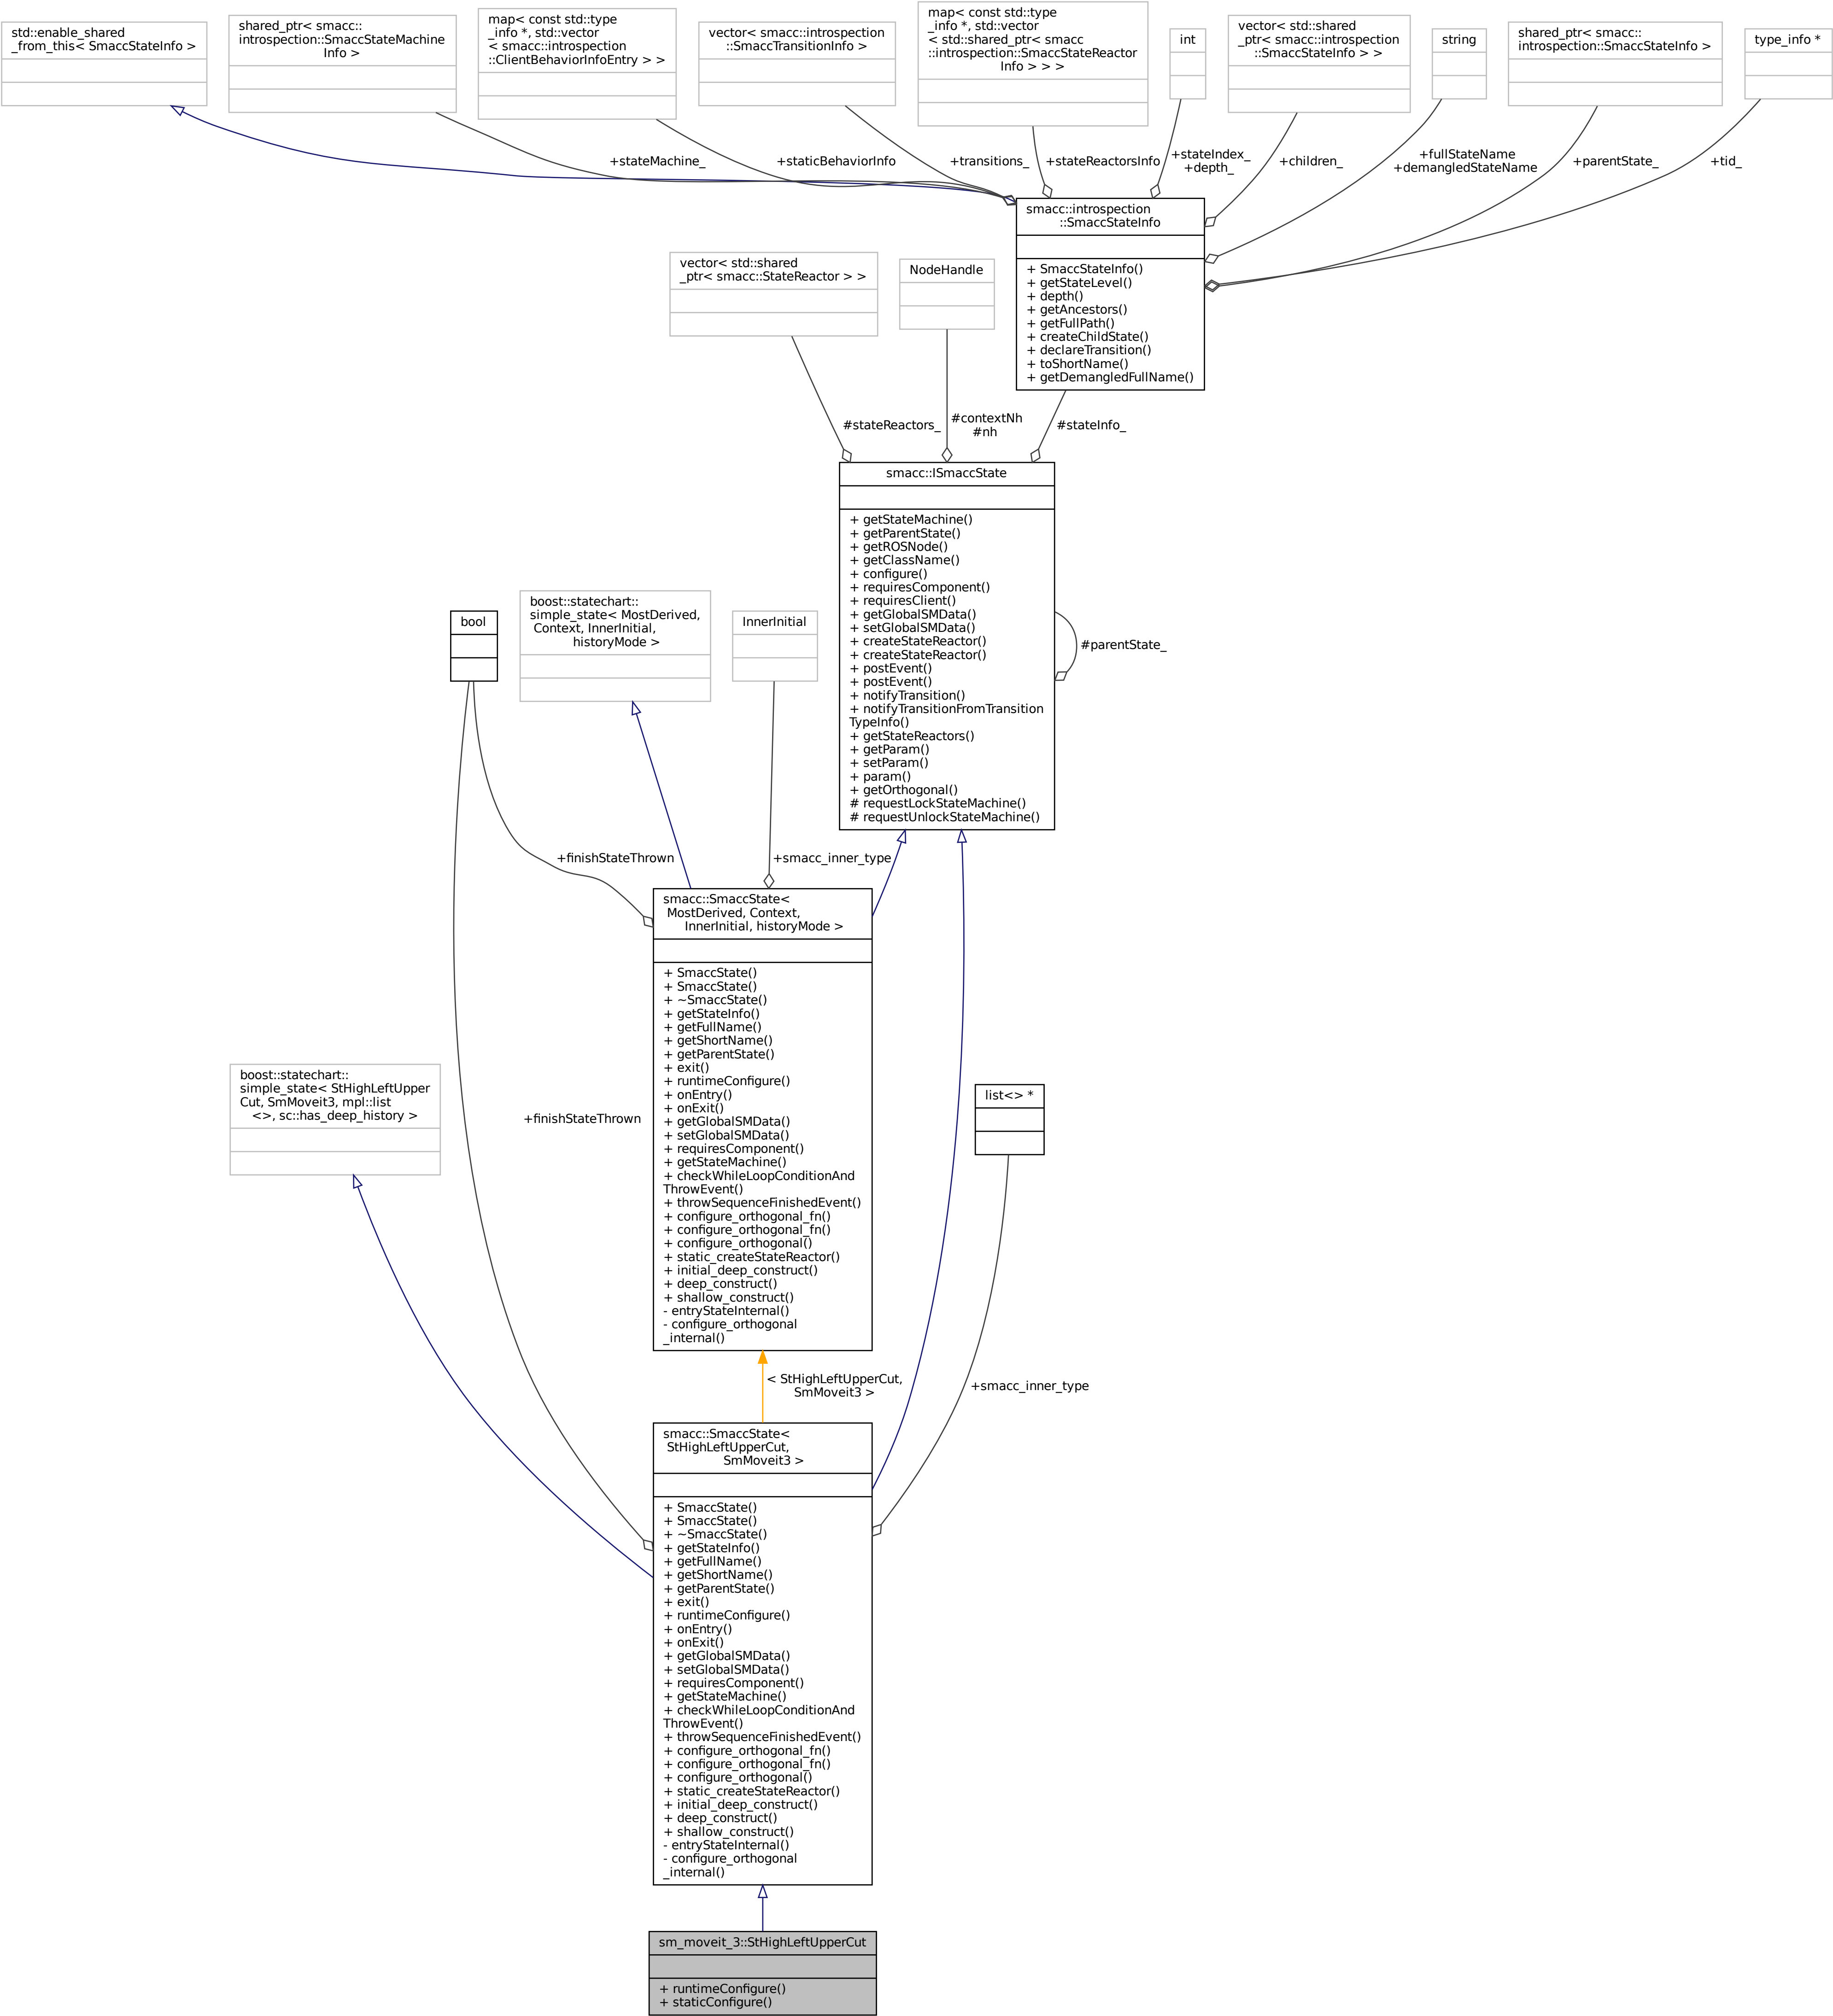 std::enable_shared
_from_this< SmaccStateInfo >
shared_ptr< smacc::
introspection::SmaccStateMachine
Info >
map< const std::type
_info *, std::vector
< smacc::introspection
::ClientBehaviorInfoEntry > >
vector< smacc::introspection
::SmaccTransitionInfo >
map< const std::type
_info *, std::vector
< std::shared_ptr< smacc
::introspection::SmaccStateReactor
Info > > >
int
vector< std::shared
_ptr< smacc::introspection
::SmaccStateInfo > >
string
shared_ptr< smacc::
introspection::SmaccStateInfo >
type_info *
+stateMachine_
+staticBehaviorInfo
+transitions_
+stateReactorsInfo
+stateIndex_
+depth_
+children_
+fullStateName
+demangledStateName
+parentState_
+tid_
smacc::introspection
::SmaccStateInfo
+ SmaccStateInfo()
+ getStateLevel()
+ depth()
+ getAncestors()
+ getFullPath()
+ createChildState()
+ declareTransition()
+ toShortName()
+ getDemangledFullName()
vector< std::shared
_ptr< smacc::StateReactor > >
NodeHandle
#stateReactors_
#contextNh
#nh
#stateInfo_
smacc::ISmaccState
+ getStateMachine()
+ getParentState()
+ getROSNode()
+ getClassName()
+ configure()
+ requiresComponent()
+ requiresClient()
+ getGlobalSMData()
+ setGlobalSMData()
+ createStateReactor()
+ createStateReactor()
+ postEvent()
+ postEvent()
+ notifyTransition()
+ notifyTransitionFromTransition
TypeInfo()
+ getStateReactors()
+ getParam()
+ setParam()
+ param()
+ getOrthogonal()
# requestLockStateMachine()
# requestUnlockStateMachine()
#parentState_
bool
boost::statechart::
simple_state< MostDerived,
Context, InnerInitial,
historyMode >
InnerInitial
+finishStateThrown
+smacc_inner_type
smacc::SmaccState<
MostDerived, Context,
InnerInitial, historyMode >
+ SmaccState()
+ SmaccState()
+ ~SmaccState()
+ getStateInfo()
+ getFullName()
+ getShortName()
+ getParentState()
+ exit()
+ runtimeConfigure()
+ onEntry()
+ onExit()
+ getGlobalSMData()
+ setGlobalSMData()
+ requiresComponent()
+ getStateMachine()
+ checkWhileLoopConditionAnd
ThrowEvent()
+ throwSequenceFinishedEvent()
+ configure_orthogonal_fn()
+ configure_orthogonal_fn()
+ configure_orthogonal()
+ static_createStateReactor()
+ initial_deep_construct()
+ deep_construct()
+ shallow_construct()
- entryStateInternal()
- configure_orthogonal
_internal()
boost::statechart::
simple_state< StHighLeftUpper
Cut, SmMoveit3, mpl::list
<>, sc::has_deep_history >
+finishStateThrown
list<> *
< StHighLeftUpperCut,
SmMoveit3 >
+smacc_inner_type
smacc::SmaccState<
StHighLeftUpperCut,
SmMoveit3 >
+ SmaccState()
+ SmaccState()
+ ~SmaccState()
+ getStateInfo()
+ getFullName()
+ getShortName()
+ getParentState()
+ exit()
+ runtimeConfigure()
+ onEntry()
+ onExit()
+ getGlobalSMData()
+ setGlobalSMData()
+ requiresComponent()
+ getStateMachine()
+ checkWhileLoopConditionAnd
ThrowEvent()
+ throwSequenceFinishedEvent()
+ configure_orthogonal_fn()
+ configure_orthogonal_fn()
+ configure_orthogonal()
+ static_createStateReactor()
+ initial_deep_construct()
+ deep_construct()
+ shallow_construct()
- entryStateInternal()
- configure_orthogonal
_internal()
sm_moveit_3::StHighLeftUpperCut
+ runtimeConfigure()
+ staticConfigure()